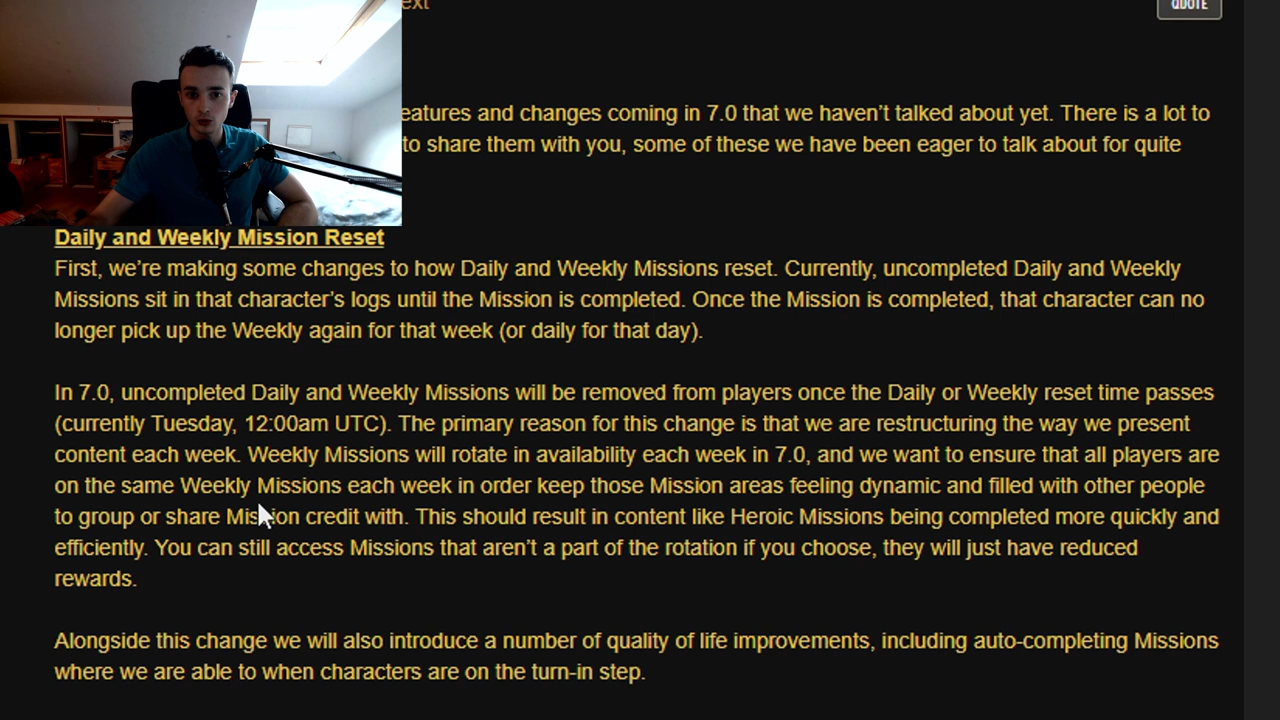 ext
QUOTE
eatures and changes coming in 7.0 that we haven’t talked about yet. There is a lot to
to share them with you, some of these we have been eager to talk about for quite
Daily and Weekly Mission Reset
First, we’re making some changes to how Daily and Weekly Missions reset. Currently, uncompleted Daily and Weekly
Missions sit in that character’s logs until the Mission is completed. Once the Mission is completed, that character can no
longer pick up the Weekly again for that week (or daily for that day).
In 7.0, uncompleted Daily and Weekly Missions will be removed from players once the Daily or Weekly reset time passes
(currently Tuesday, 12:00am UTC). The primary reason for this change is that we are restructuring the way we present
content each week. Weekly Missions will rotate in availability each week in 7.0, and we want to ensure that all players are
on the same Weekly Missions each week in order keep those Mission areas feeling dynamic and filled with other people
to group or share Mission credit with. This should result in content like Heroic Missions being completed more quickly and
efficiently. You can still access Missions that aren’t a part of the rotation if you choose, they will just have reduced
rewards.
Alongside this change we will also introduce a number of quality of life improvements, including auto-completing Missions
where we are able to when characters are on the turn-in step.